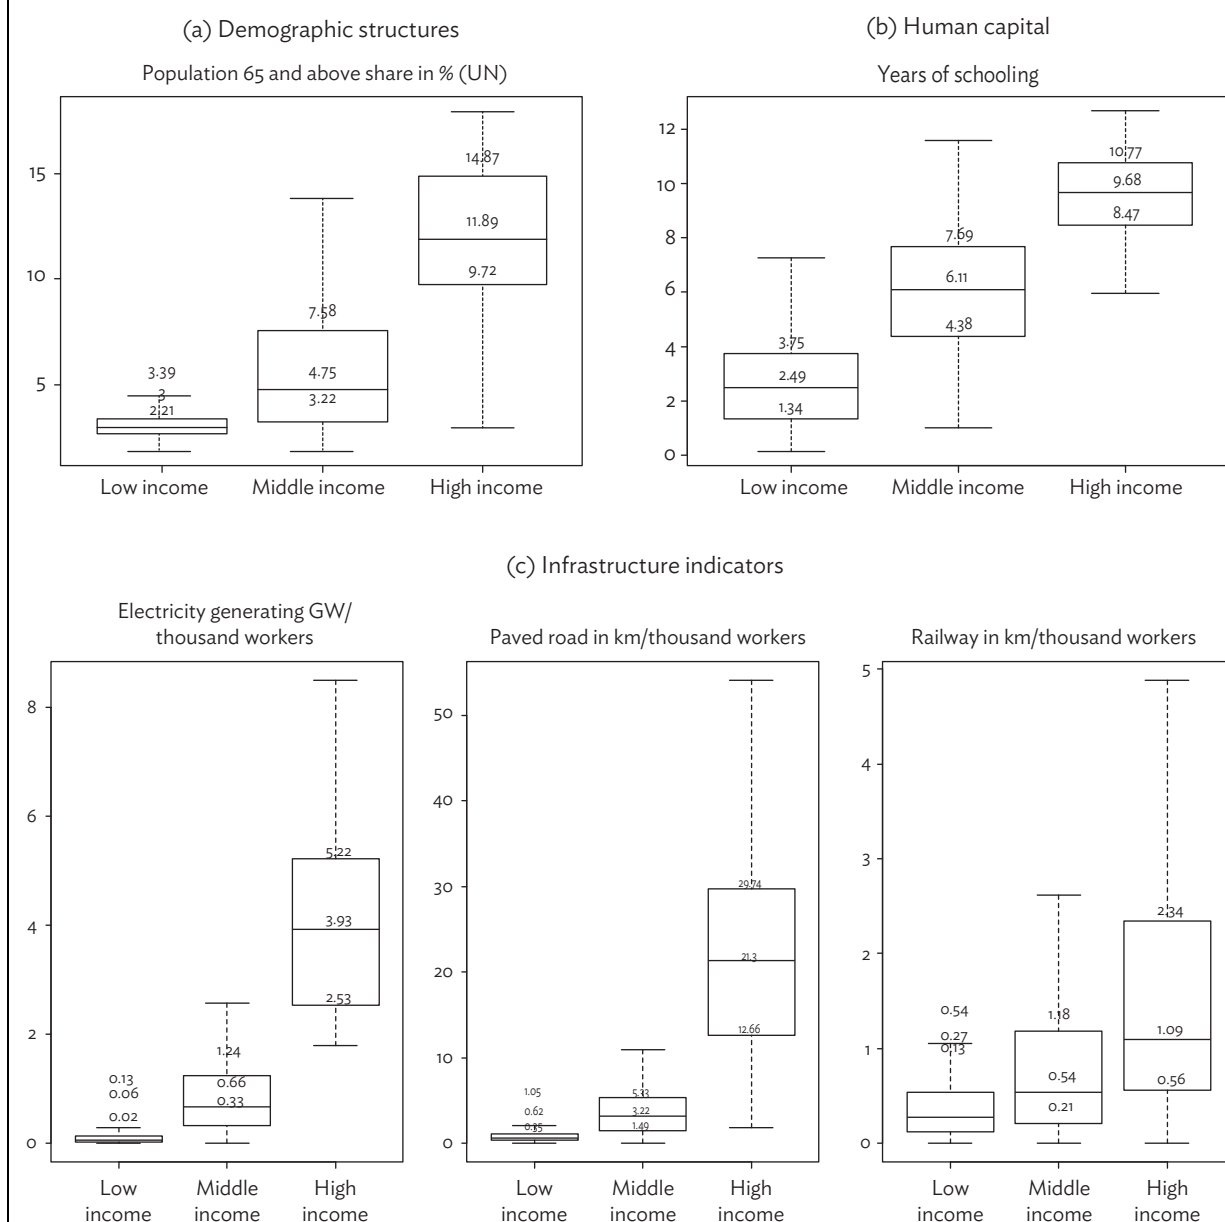 (a) Demographic structures
Population 65 and above share in % (UN)
15
10
5
3.39
3
2.21
7.58
4.75
3.22
14.87
11.89
9.72
Low income
Middle income
High income
(b) Human capital
Years of schooling
12
10
8
6
4
2
0
3.75
2.49
1.34
7.69
6.11
4.38
10.77
9.68
8.47
Low income
Middle income
High income
(c) Infrastructure indicators
Electricity generating GW/
thousand workers
8
6
4
2
0
0.13
0.06
0.02
1.24
0.66
0.33
5.22
3.93
2.53
Low
income
Middle
income
High
income
Paved road in km/thousand workers
50
40
30
20
10
0
1.05
0.62
0.35
5.33
3.22
1.49
29.74
21.3
12.66
Low
income
Middle
income
High
income
Railway in km/thousand workers
5
4
3
2
1
0
0.54
0.27
0.13
1.18
0.54
0.21
2.34
1.09
0.56
Low
income
Middle
income
High
income